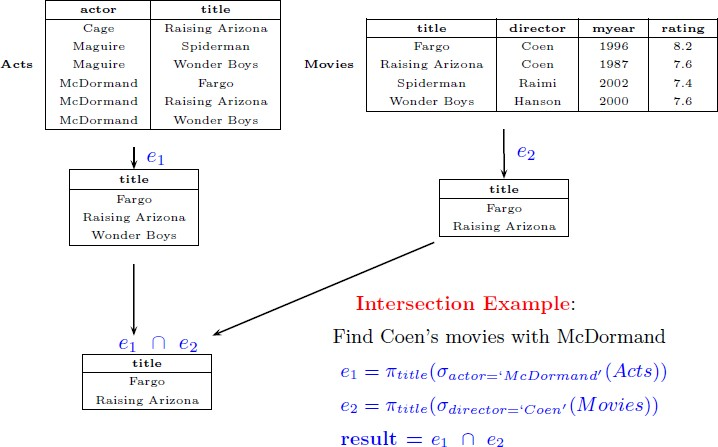 Acts
actor title
Cage Raising Arizona
Maguire Spiderman
Maguire Wonder Boys
McDormand Fargo
McDormand Raising Arizona
McDormand Wonder Boys
Movies
title director myear rating
Fargo Coen 1996 8.2
Raising Arizona Coen 1987 7.6
Spiderman Raimi 2002 7.4
Wonder Boys Hanson 2000 7.6
e₁
title
Fargo
Raising Arizona
Wonder Boys
e₂
title
Fargo
Raising Arizona
e₁ ∩ e₂
title
Fargo
Raising Arizona
Intersection Example:
Find Coen's movies with McDormand
e₁ = π_title(σ_actor=‘McDormand’(Acts))
e₂ = π_title(σ_director=‘Coen’(Movies))
result = e₁ ∩ e₂